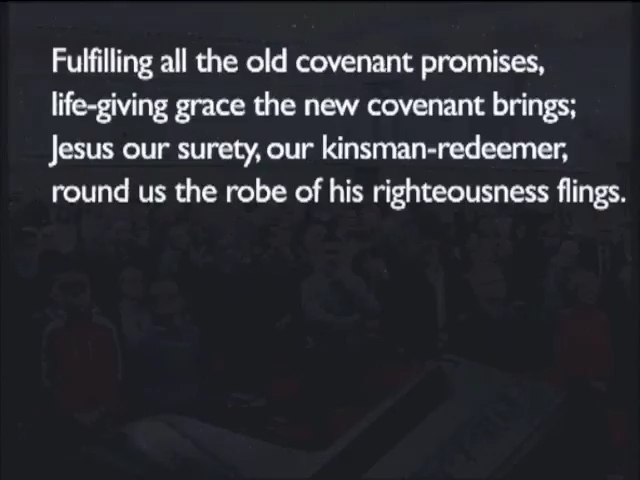 Fulfilling all the old covenant promises,
life-giving grace the new covenant brings;
Jesus our surety, our kinsman-redeemer,
round us the robe of his righteousness flings.